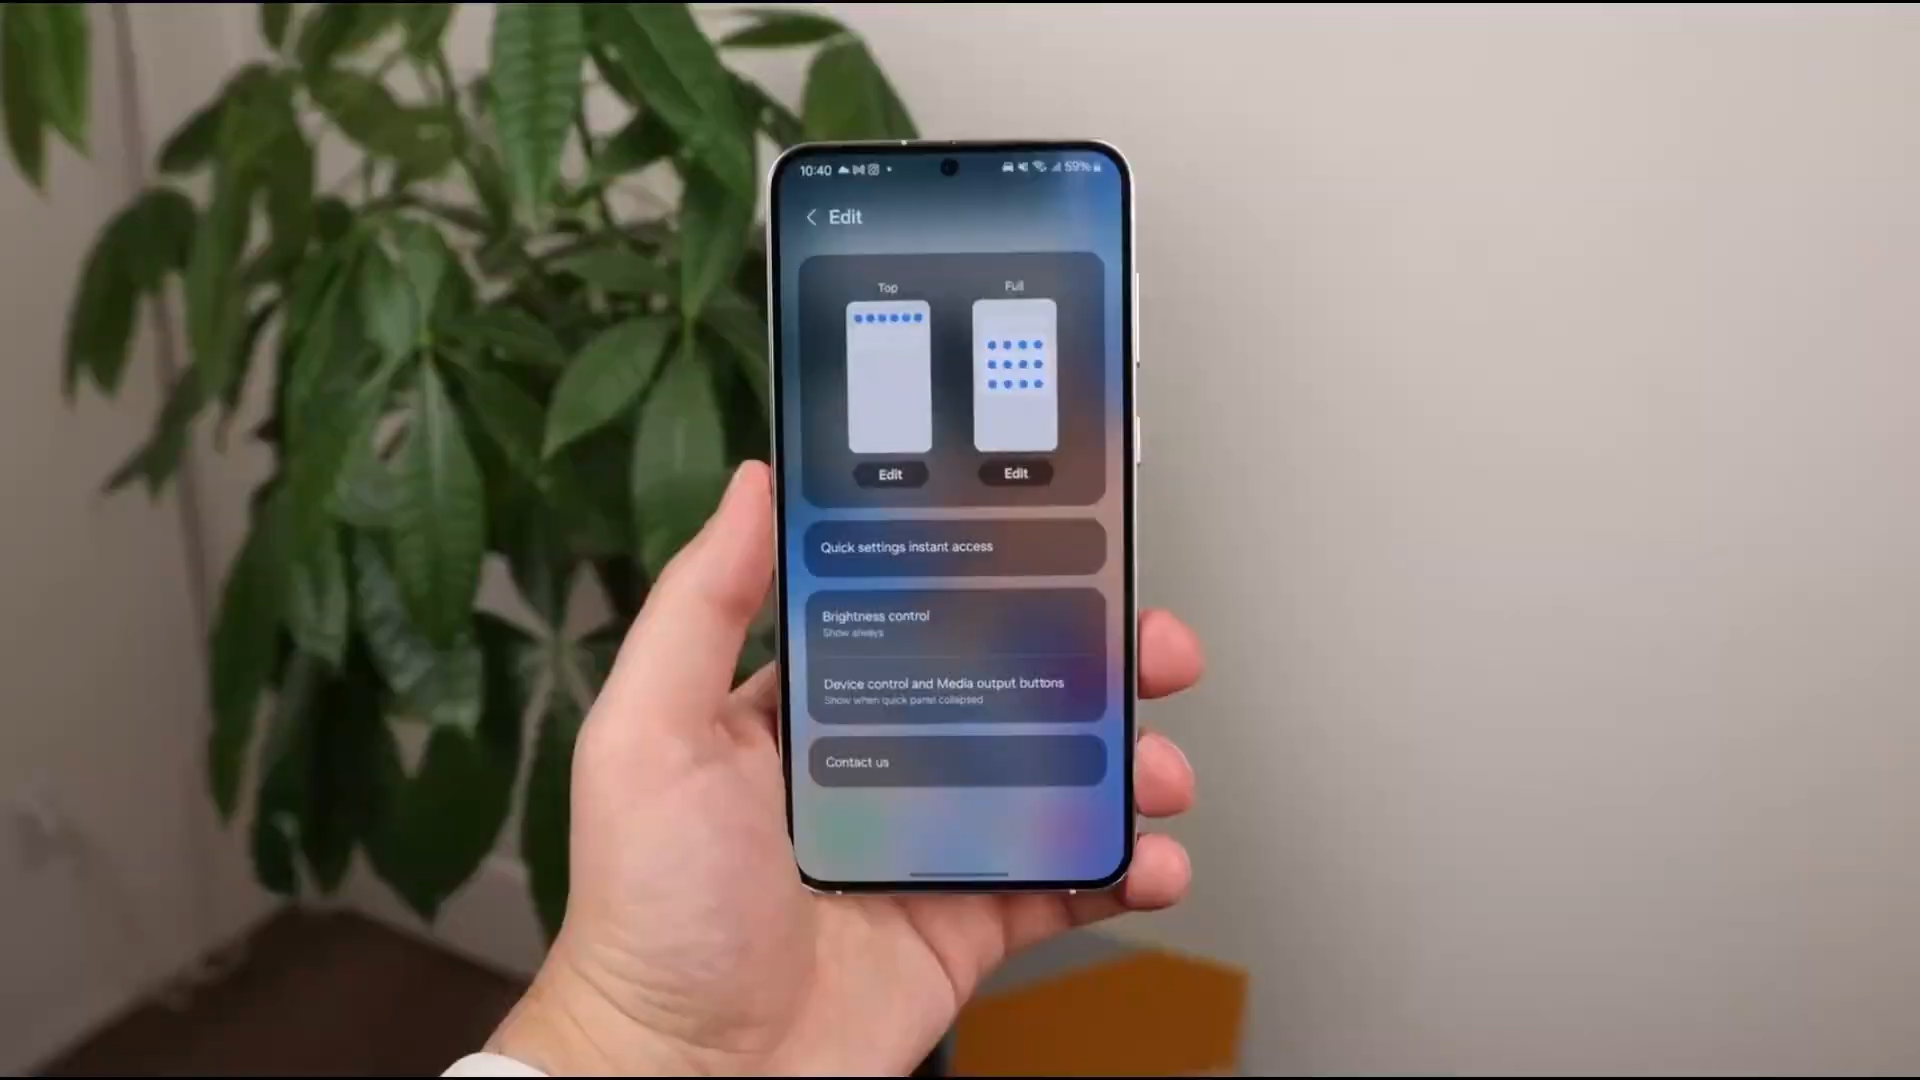 10:40
59%
Edit
Top
Full
Edit
Edit
Quick settings instant access
Brightness control
Show always
Device control and Media output buttons
Show when quick panel collapsed
Contact us